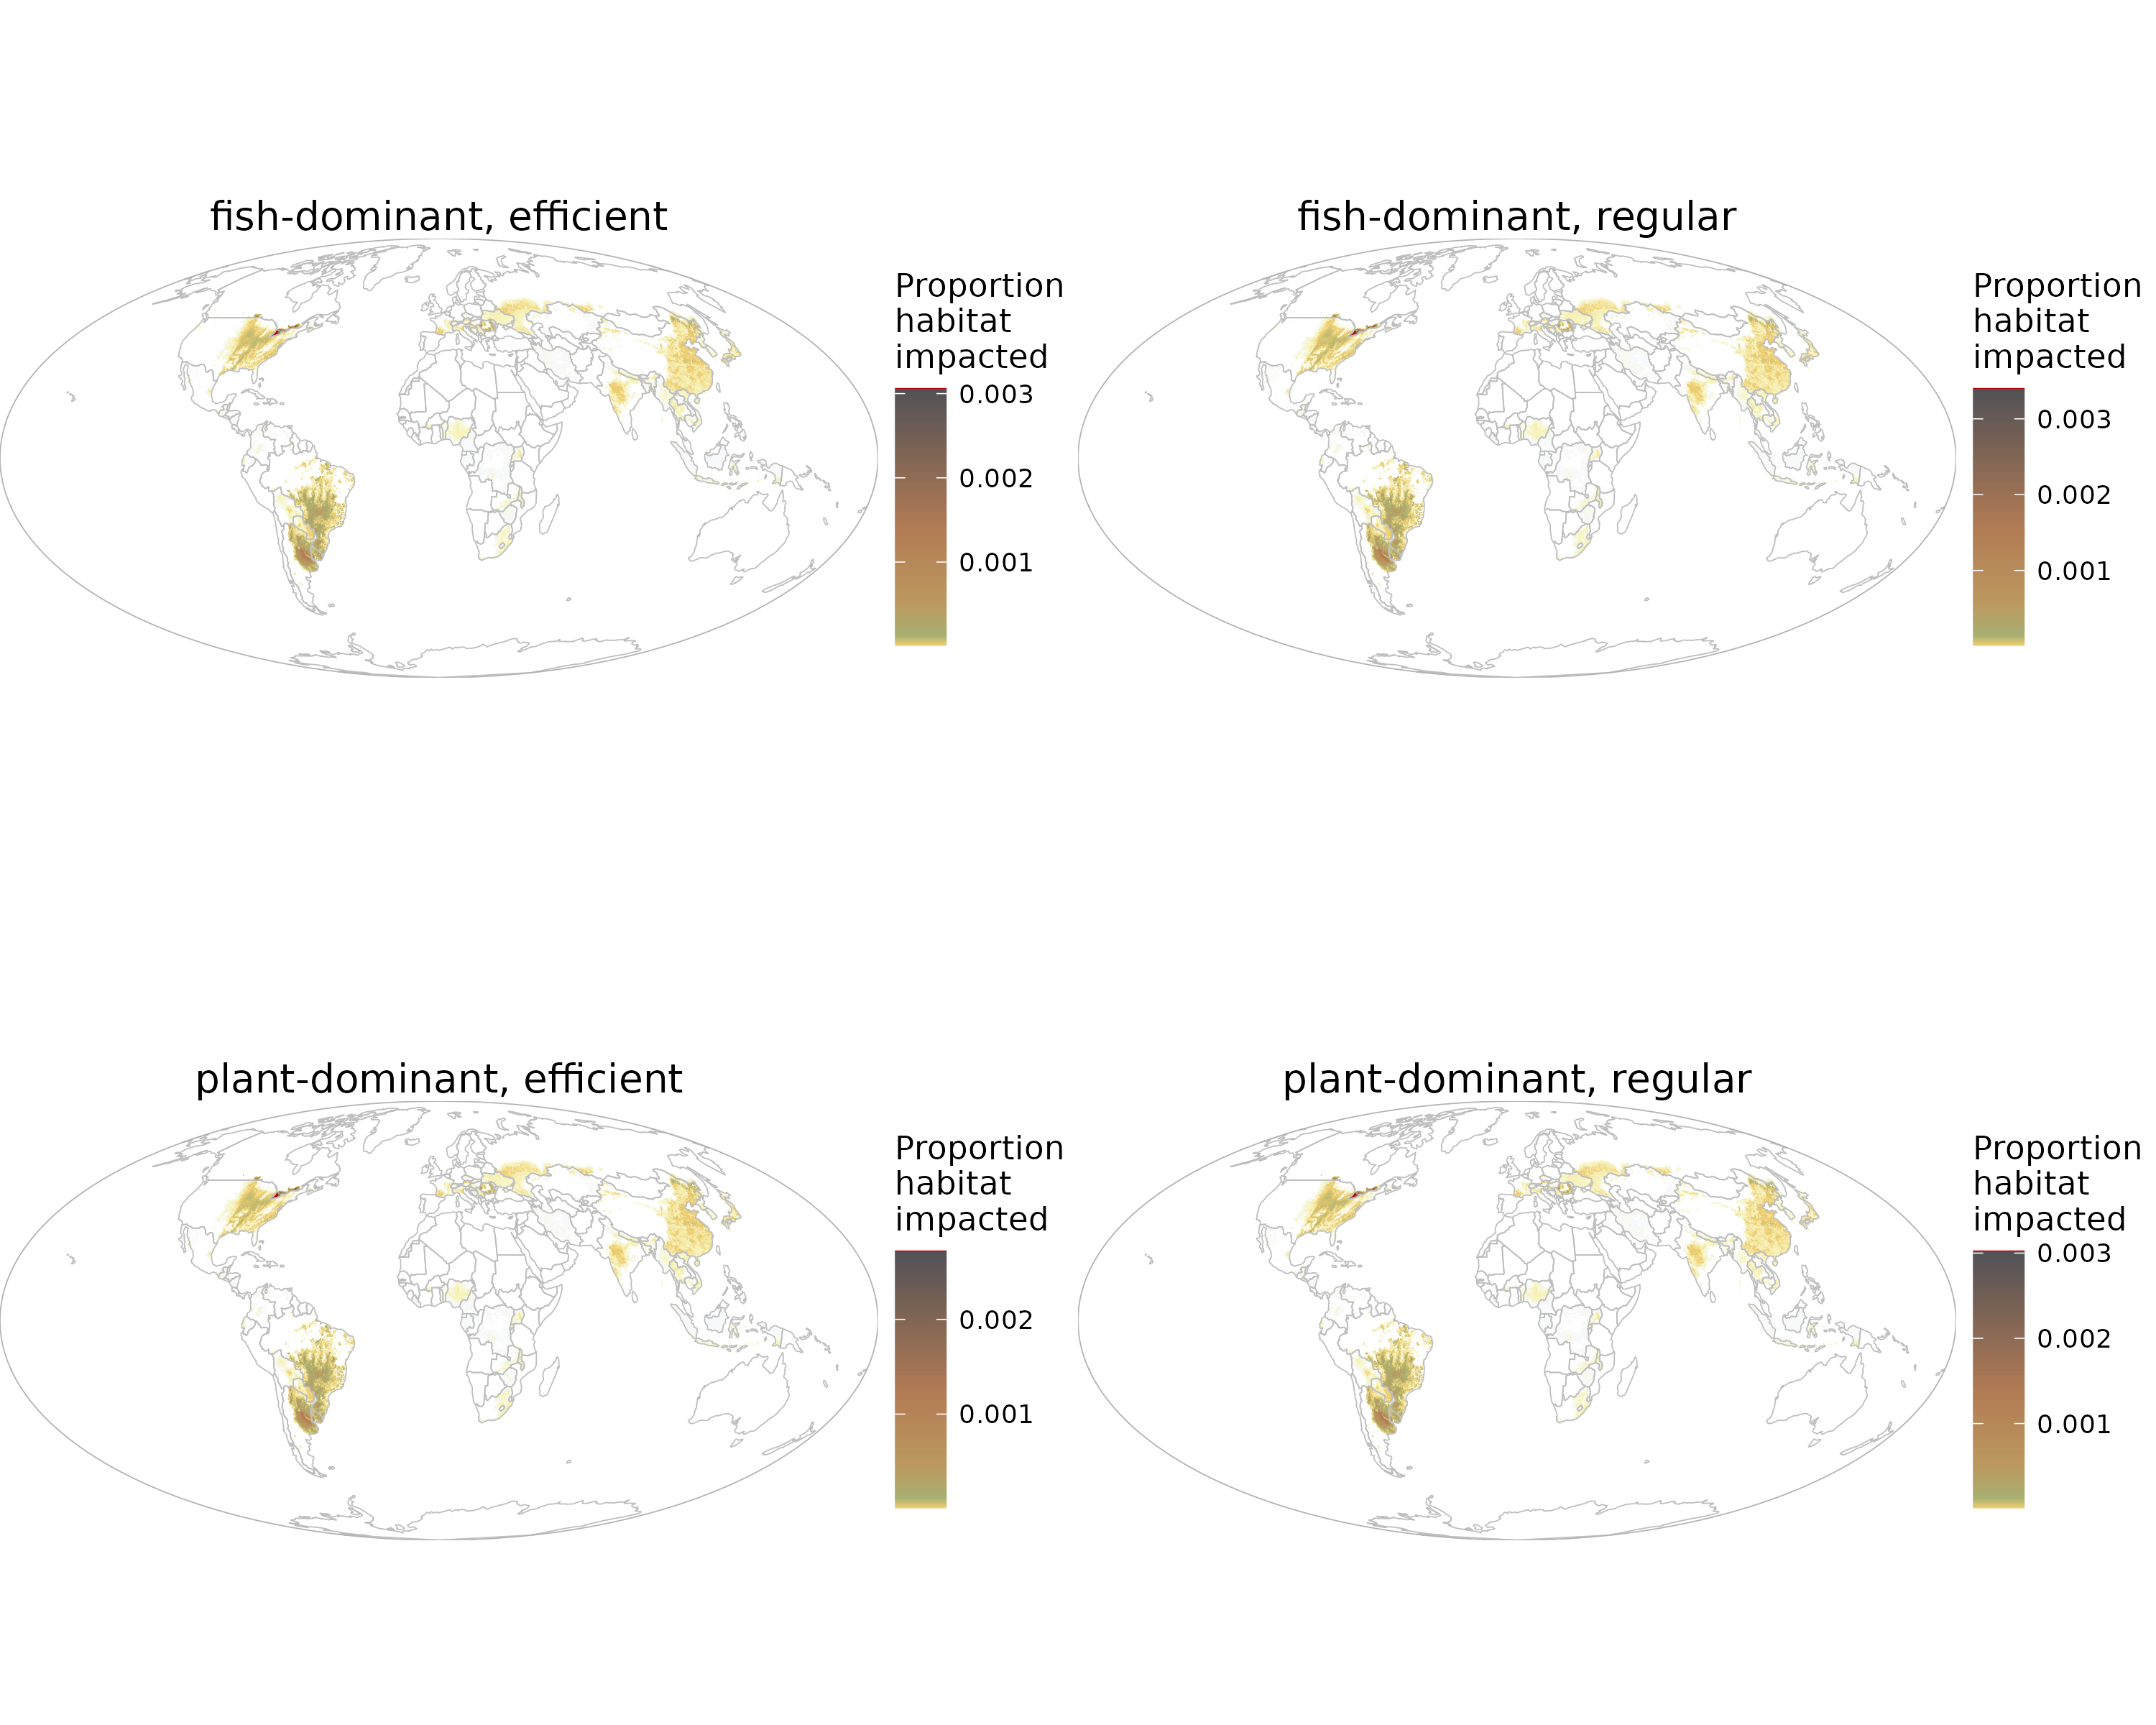 fish-dominant, efficient
Proportion
habitat
impacted
0.003
0.002
0.001
fish-dominant, regular
Proportion
habitat
impacted
0.003
0.002
0.001
plant-dominant, efficient
Proportion
habitat
impacted
0.002
0.001
plant-dominant, regular
Proportion
habitat
impacted
0.003
0.002
0.001